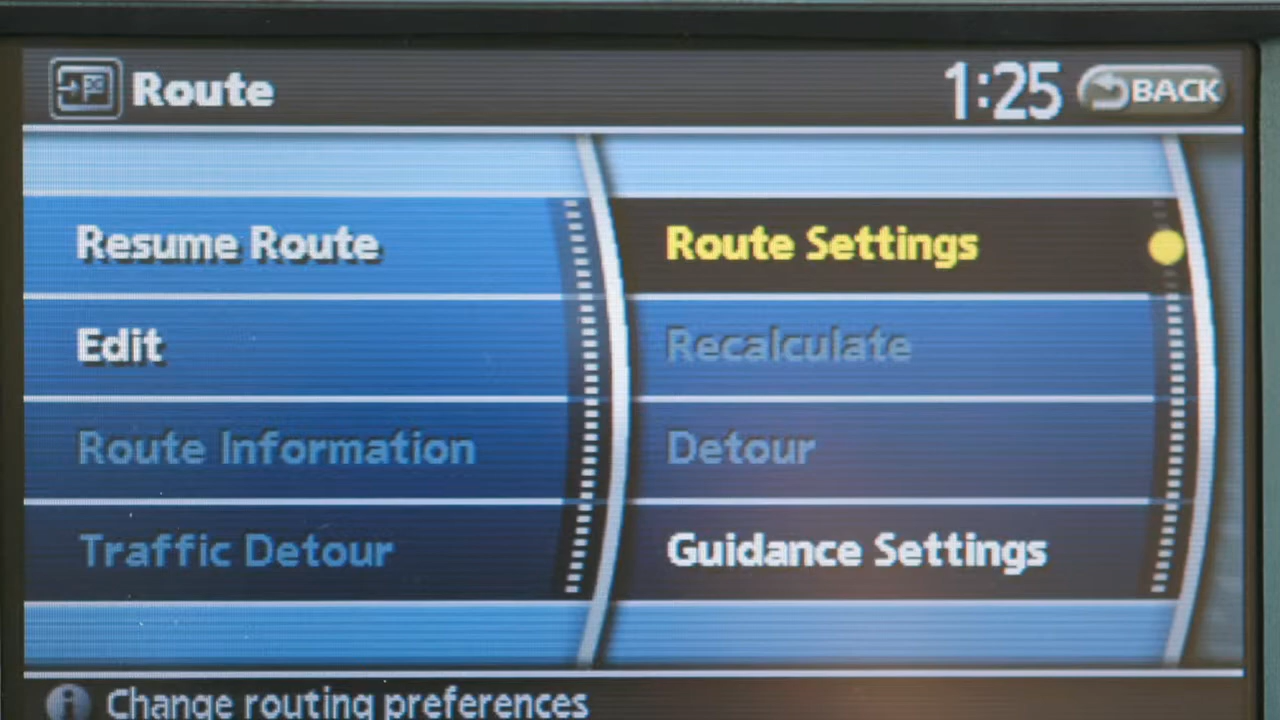 Route
1:25
BACK
Resume Route
Edit
Route Information
Traffic Detour
Route Settings
Recalculate
Detour
Guidance Settings
i Change routing preferences